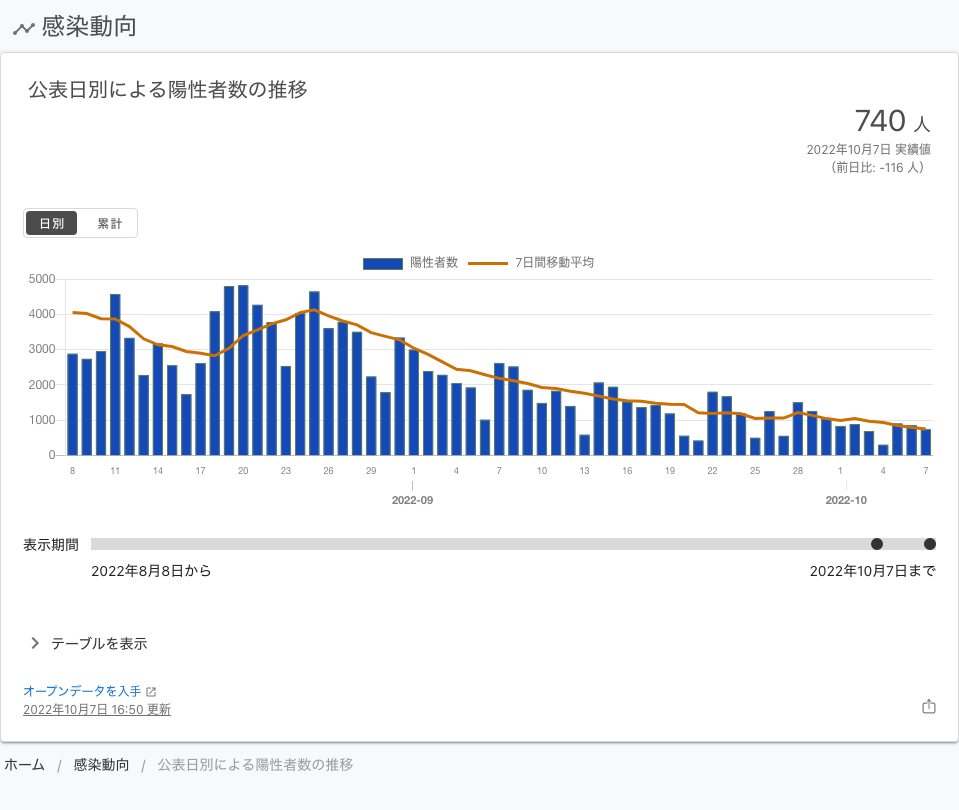 感染動向
公表日別による陽性者数の推移
740 人
2022年10月7日 実績値
（前日比: -116 人）
日別 累計
陽性者数 7日間移動平均
5000
4000
3000
2000
1000
0
8 11 14 17 20 23 26 29 1 4 7 10 13 16 19 22 25 28 1 4 7
2022-09 2022-10
表示期間
2022年8月8日から 2022年10月7日まで
テーブルを表示
オープンデータを入手
2022年10月7日 16:50 更新
ホーム / 感染動向 / 公表日別による陽性者数の推移